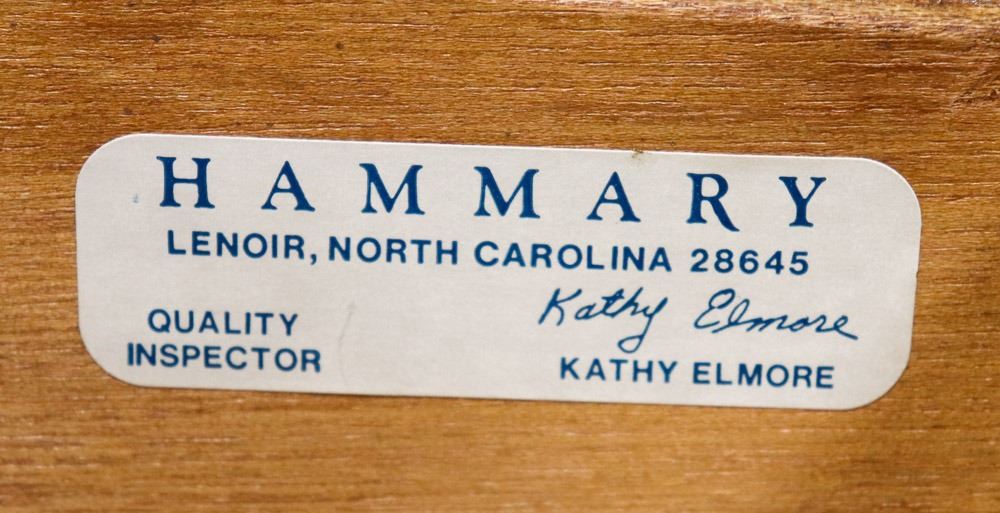 HAMMARY
LENOIR, NORTH CAROLINA 28645
Kathy Elmore
QUALITY
INSPECTOR
KATHY ELMORE